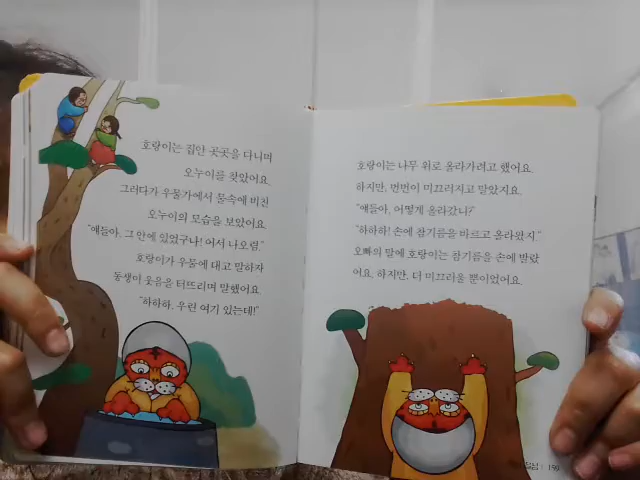 호랑이는 집안 곳곳을 다니며
오누이를 찾았어요.
그러다가 우물가에서 물속에 비친
오누이의 모습을 보았어요.
"얘들아, 그 안에 있었구나! 어서 나오렴."
호랑이가 우물에 대고 말하자
동생이 웃음을 터뜨리며 말했어요.
"하하하, 우린 여기 있는데!"
호랑이는 나무 위로 올라가려고 했어요.
하지만, 번번이 미끄러지고 말았지요.
"얘들아, 어떻게 올라갔니?"
"하하하! 손에 참기름을 바르고 올라왔지."
오빠의 말에 호랑이는 참기름을 손에 발랐
어요. 하지만, 더 미끄러울 뿐이었어요.
159